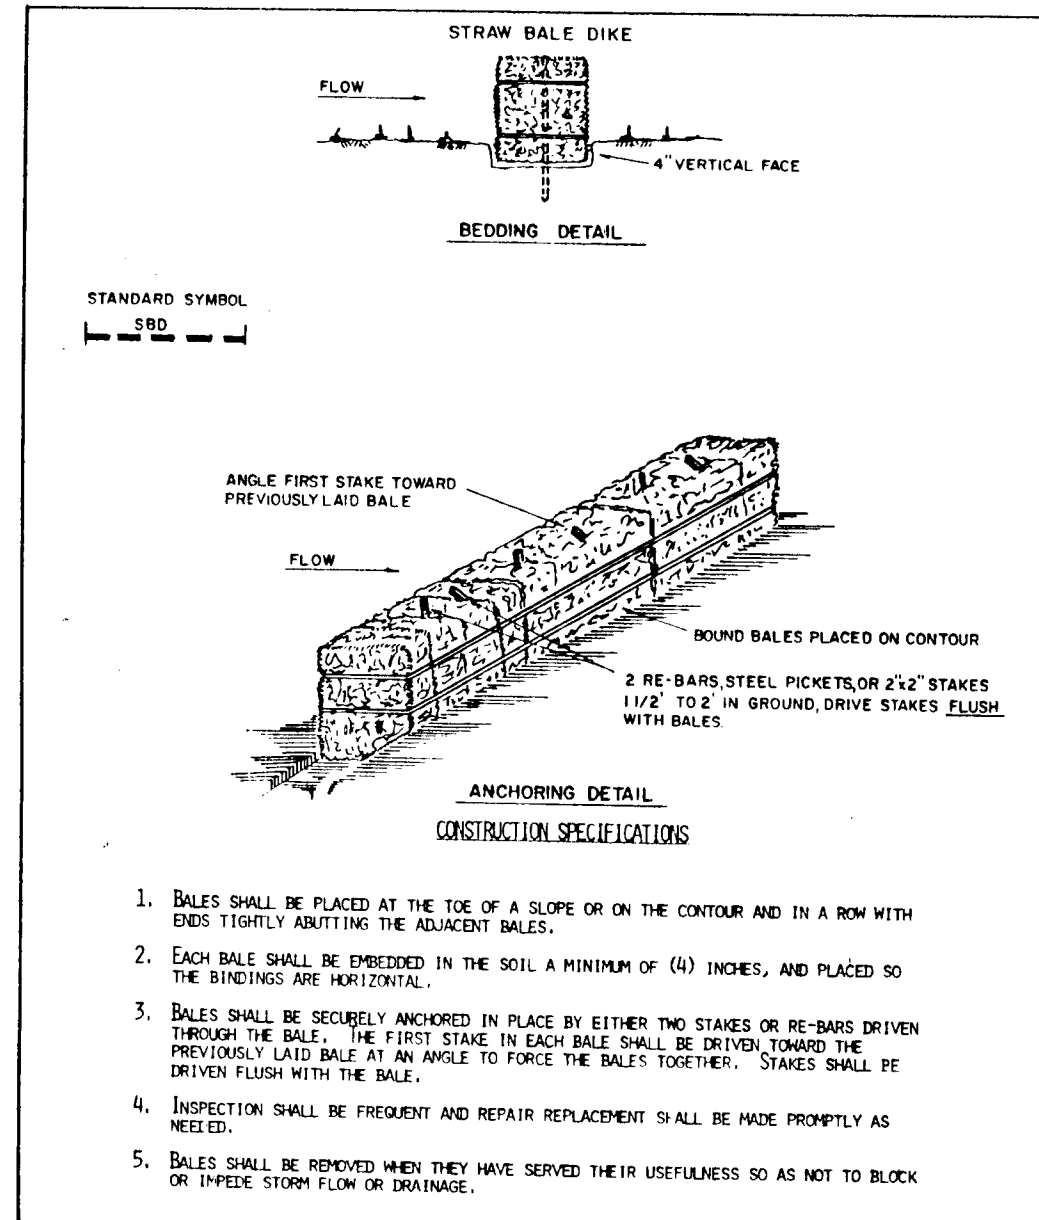 STRAW BALE DIKE
FLOW
4" VERTICAL FACE
BEDDING DETAIL
STANDARD SYMBOL
SBD
ANGLE FIRST STAKE TOWARD
PREVIOUSLY LAID BALE
FLOW
BOUND BALES PLACED ON CONTOUR
2 RE-BARS, STEEL PICKETS, OR 2"x2" STAKES
1 1/2' TO 2' IN GROUND, DRIVE STAKES FLUSH
WITH BALES.
ANCHORING DETAIL
CONSTRUCTION SPECIFICATIONS
1. BALES SHALL BE PLACED AT THE TOE OF A SLOPE OR ON THE CONTOUR AND IN A ROW WITH
ENDS TIGHTLY ABUTTING THE ADJACENT BALES.
2. EACH BALE SHALL BE EMBEDDED IN THE SOIL A MINIMUM OF (4) INCHES, AND PLACED SO
THE BINDINGS ARE HORIZONTAL.
3. BALES SHALL BE SECURELY ANCHORED IN PLACE BY EITHER TWO STAKES OR RE-BARS DRIVEN
THROUGH THE BALE. THE FIRST STAKE IN EACH BALE SHALL BE DRIVEN TOWARD THE
PREVIOUSLY LAID BALE AT AN ANGLE TO FORCE THE BALES TOGETHER. STAKES SHALL BE
DRIVEN FLUSH WITH THE BALE.
4. INSPECTION SHALL BE FREQUENT AND REPAIR REPLACEMENT SHALL BE MADE PROMPTLY AS
NEEDED.
5. BALES SHALL BE REMOVED WHEN THEY HAVE SERVED THEIR USEFULNESS SO AS NOT TO BLOCK
OR IMPEDE STORM FLOW OR DRAINAGE.